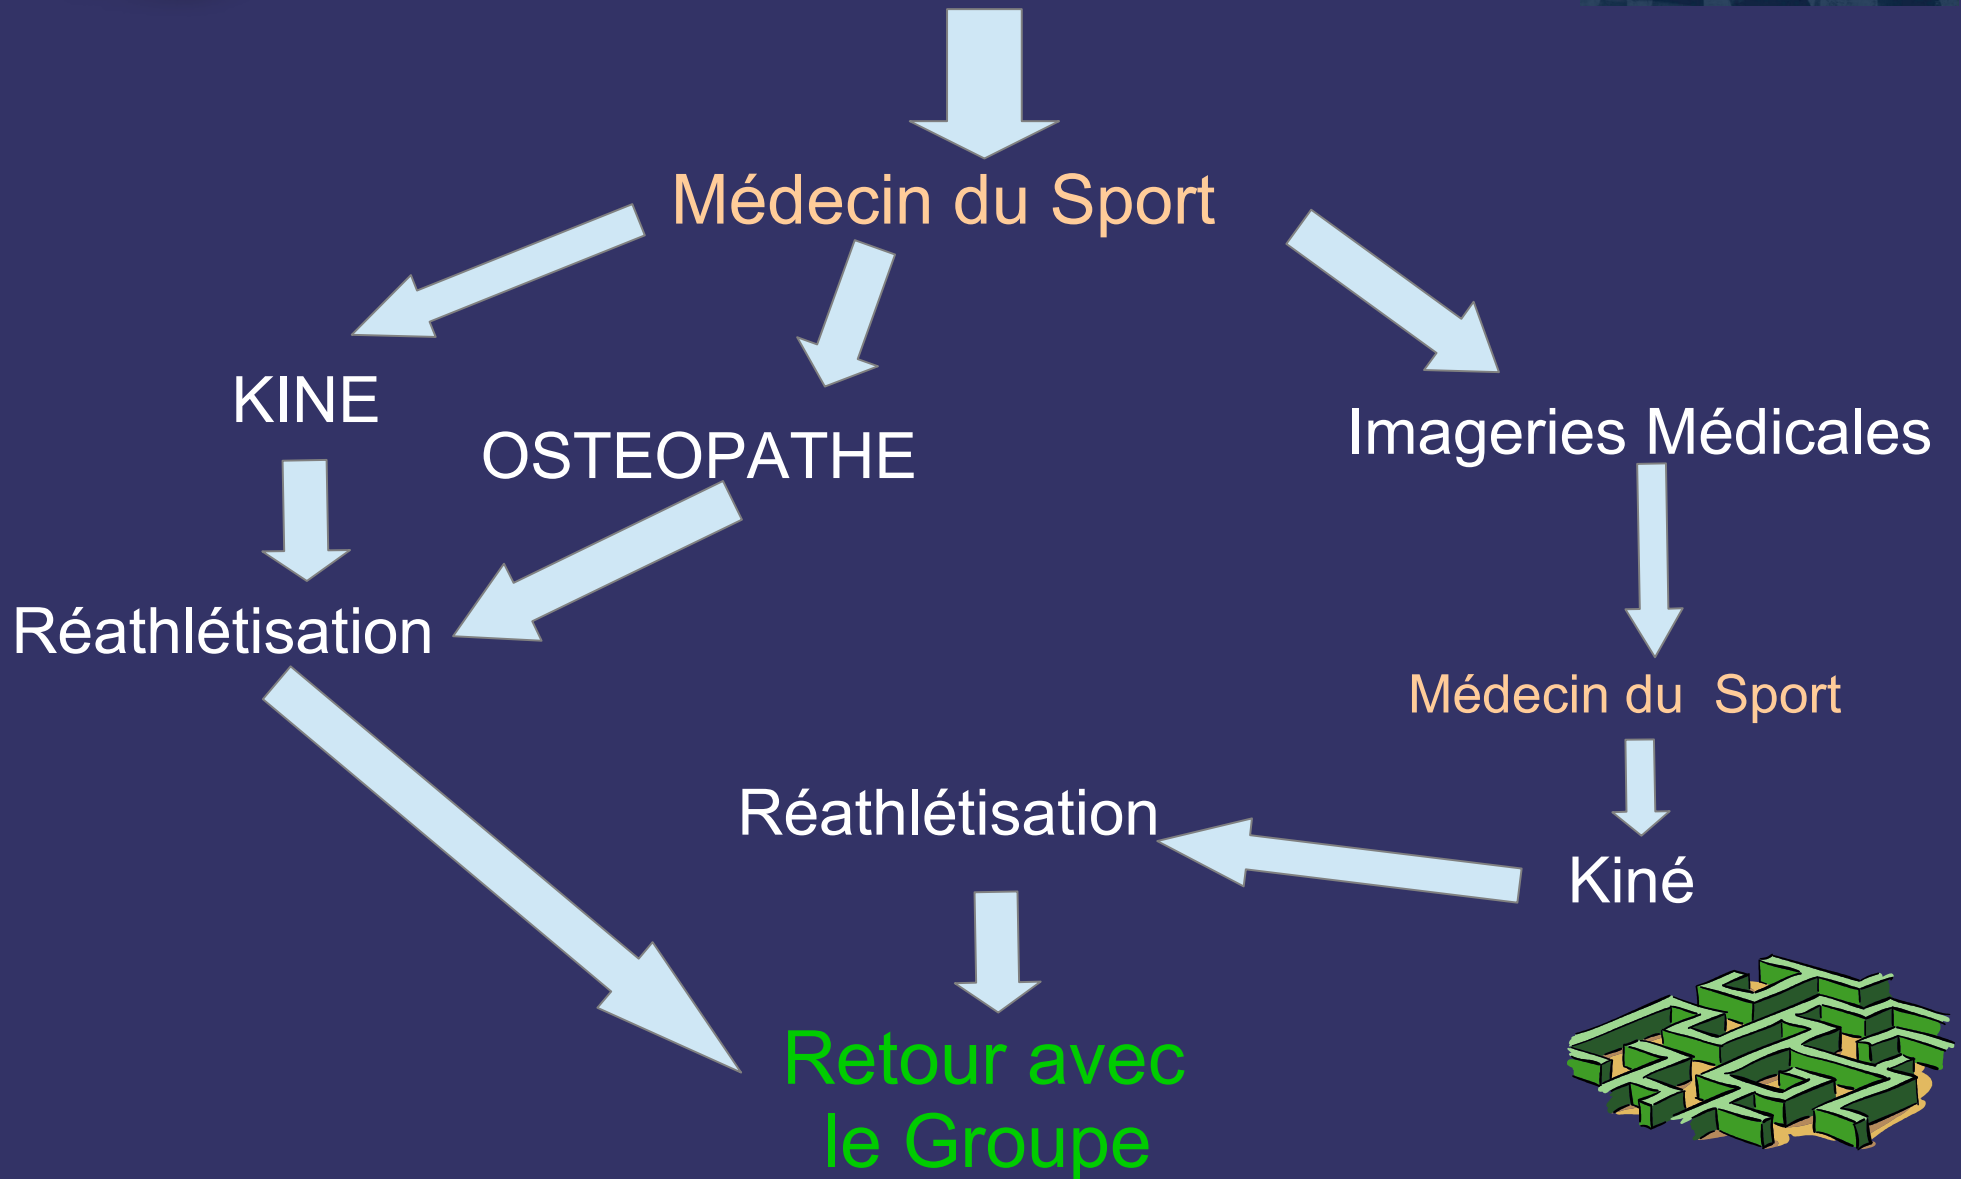 Médecin du Sport
KINE
OSTEOPATHE
Imageries Médicales
Réathlétisation
Médecin du  Sport
Réathlétisation
Kiné
Retour avec
le Groupe